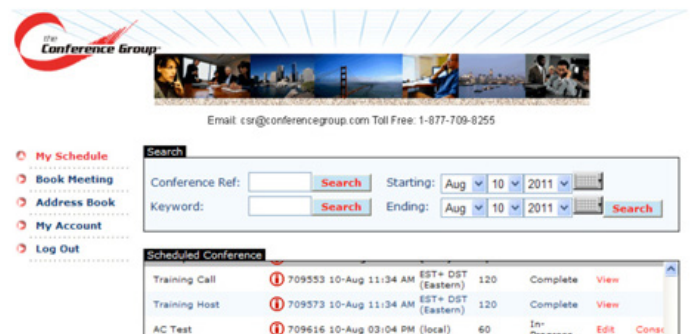 the
Conference Group
Email: csr@conferencegroup.com Toll Free: 1-877-709-8255
My Schedule
Book Meeting
Address Book
My Account
Log Out
Search
Conference Ref: Search Starting: Aug 10 2011
Keyword: Search Ending: Aug 10 2011 Search
Scheduled Conference
Training Call 709553 10-Aug 11:34 AM EST+ DST (Eastern) 120 Complete View
Training Host 709573 10-Aug 11:34 AM EST+ DST (Eastern) 120 Complete View
AC Test 709616 10-Aug 03:04 PM (local) 60 In- Progress Edit